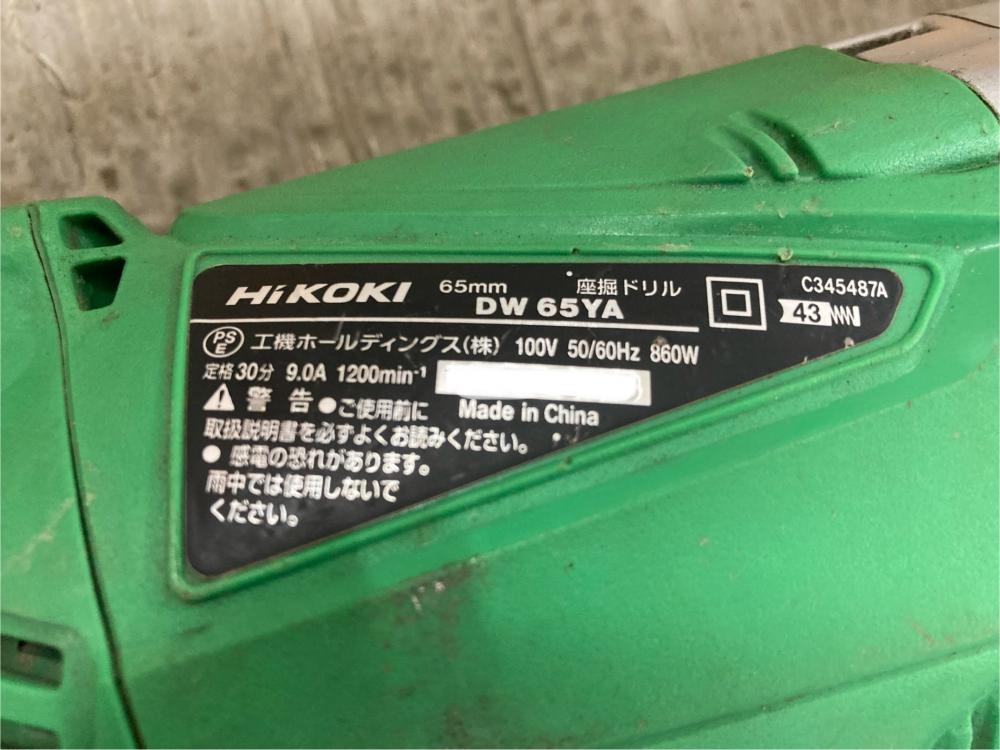 HiKOKI 65mm 座掘ドリル C345487A
DW 65YA 43
PSE 工機ホールディングス(株) 100V 50/60Hz 860W
定格30分 9.0A 1200min-1
⚠ 警告 ●ご使用前に Made in China
取扱説明書を必ずよくお読みください。
● 感電の恐れがあります。
雨中では使用しないで
ください。